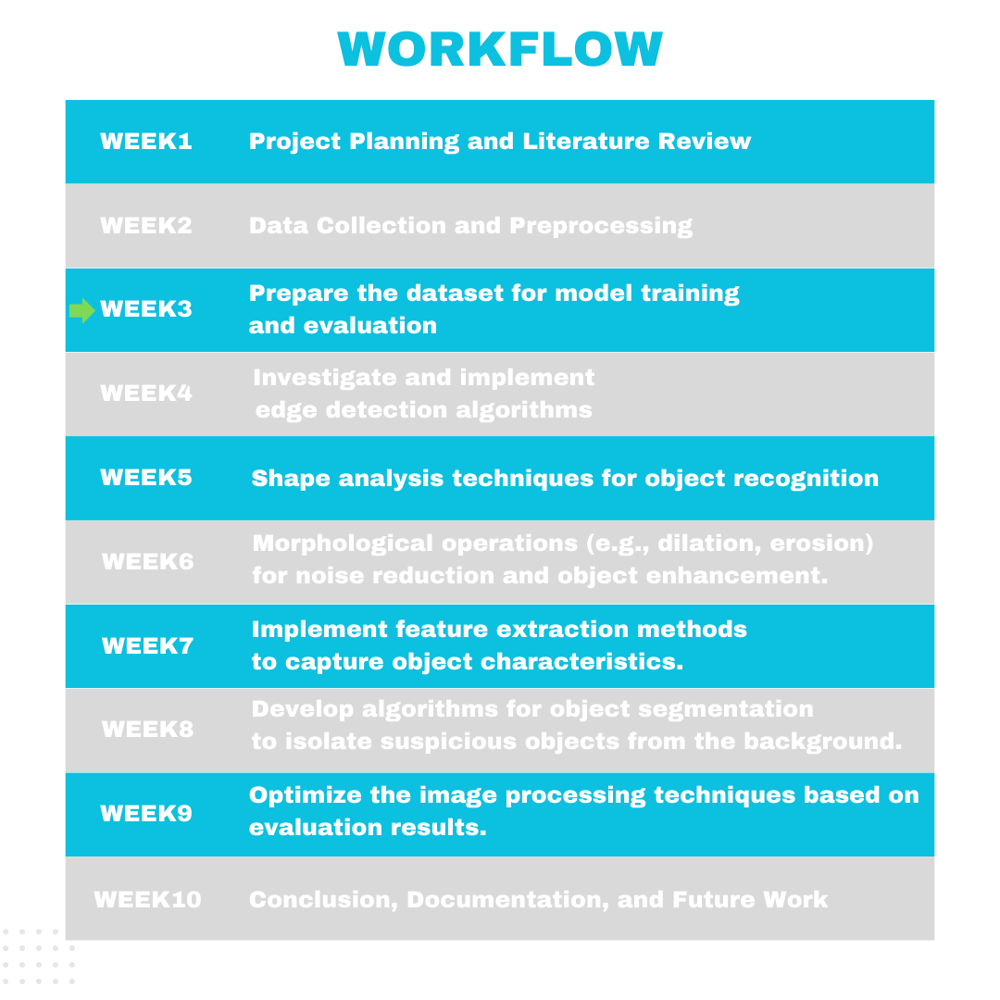 WORKFLOW
WEEK1 Project Planning and Literature Review
WEEK2 Data Collection and Preprocessing
WEEK3 Prepare the dataset for model training
and evaluation
WEEK4 Investigate and implement
edge detection algorithms
WEEK5 Shape analysis techniques for object recognition
WEEK6 Morphological operations (e.g., dilation, erosion)
for noise reduction and object enhancement.
WEEK7 Implement feature extraction methods
to capture object characteristics.
WEEK8 Develop algorithms for object segmentation
to isolate suspicious objects from the background.
WEEK9 Optimize the image processing techniques based on
evaluation results.
WEEK10 Conclusion, Documentation, and Future Work